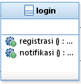 login
registrasi () : ...
notifikasi () : ...